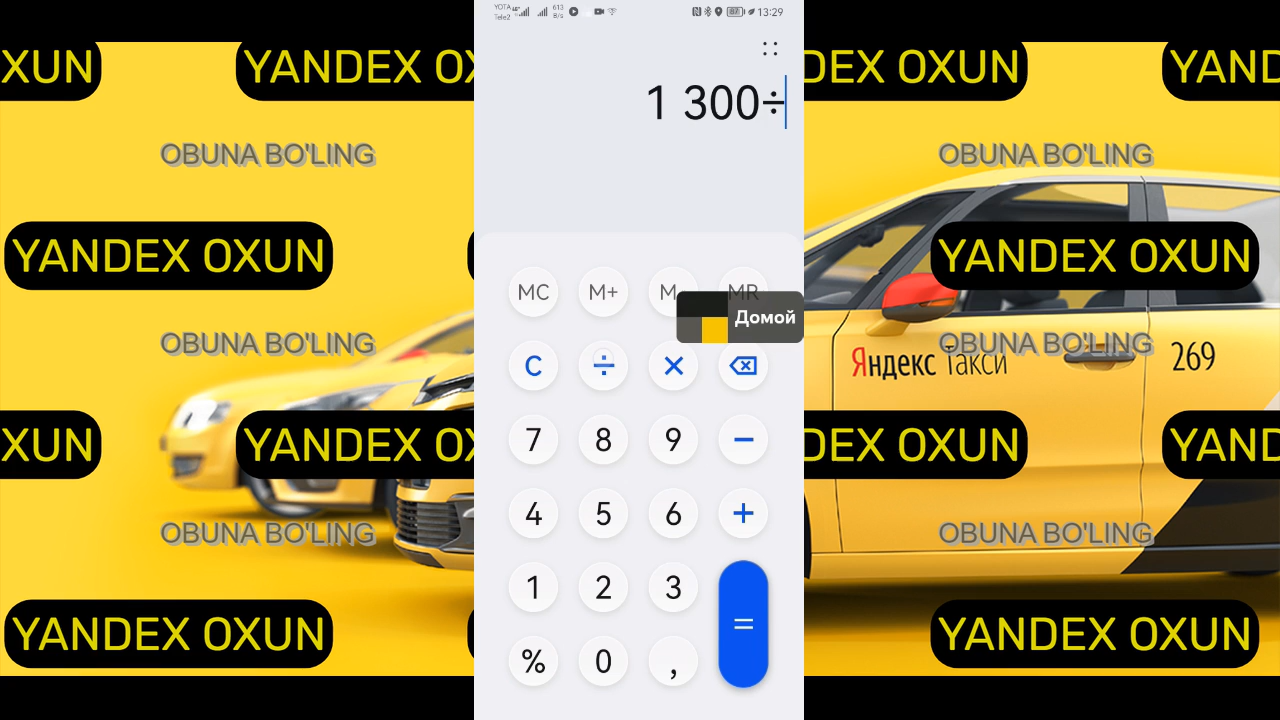 YOTA
Tele2
613
B/s
87
13:29
1 300÷
MC M+ M MR
Домой
C ÷ ×
7 8 9 −
4 5 6 +
1 2 3
=
% 0 ,
XUN
YANDEX OX
OBUNA BO'LING
YANDEX OXUN
OBUNA BO'LING
XUN
YANDEX OX
OBUNA BO'LING
YANDEX OXUN
DEX OXUN
YAND
OBUNA BO'LING
YANDEX OXUN
OBUNA BO'LING
Яндекс Такси
269
DEX OXUN
YAND
OBUNA BO'LING
YANDEX OXUN